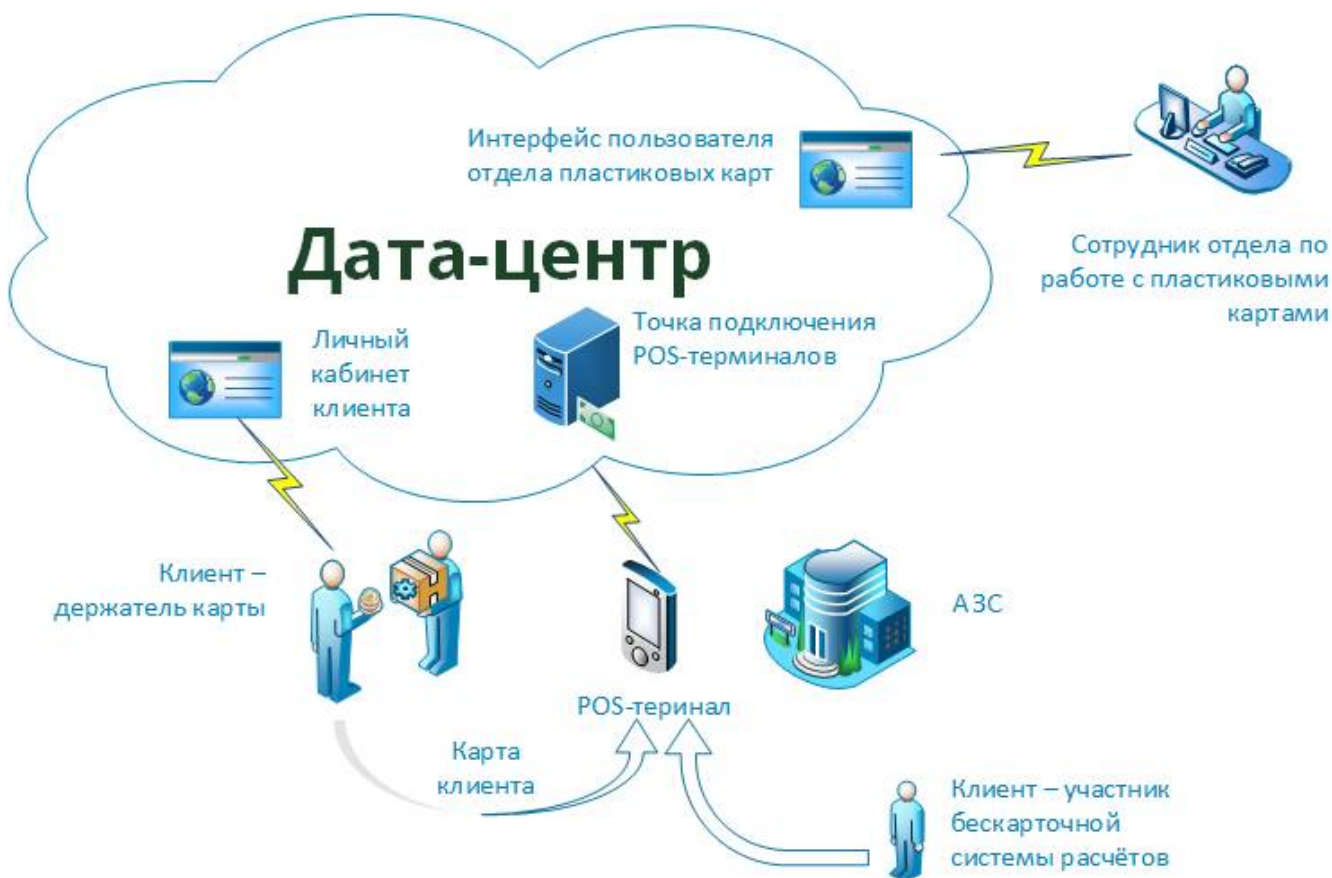 Интерфейс пользователя
отдела пластиковых карт
Дата-центр
Сотрудник отдела по
работе с пластиковыми
картами
Личный
кабинет
клиента
Точка подключения
POS-терминалов
Клиент –
держатель карты
АЗС
POS-теринал
Карта
клиента
Клиент – участник
бескарточной
системы расчётов